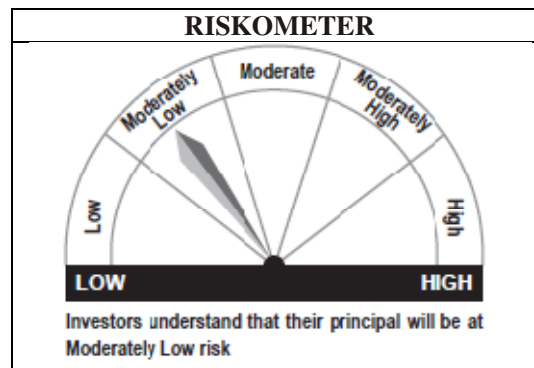 RISKOMETER
Moderate
Moderately
Low
Moderately
High
Low
High
LOW
HIGH
Investors understand that their principal will be at
Moderately Low risk